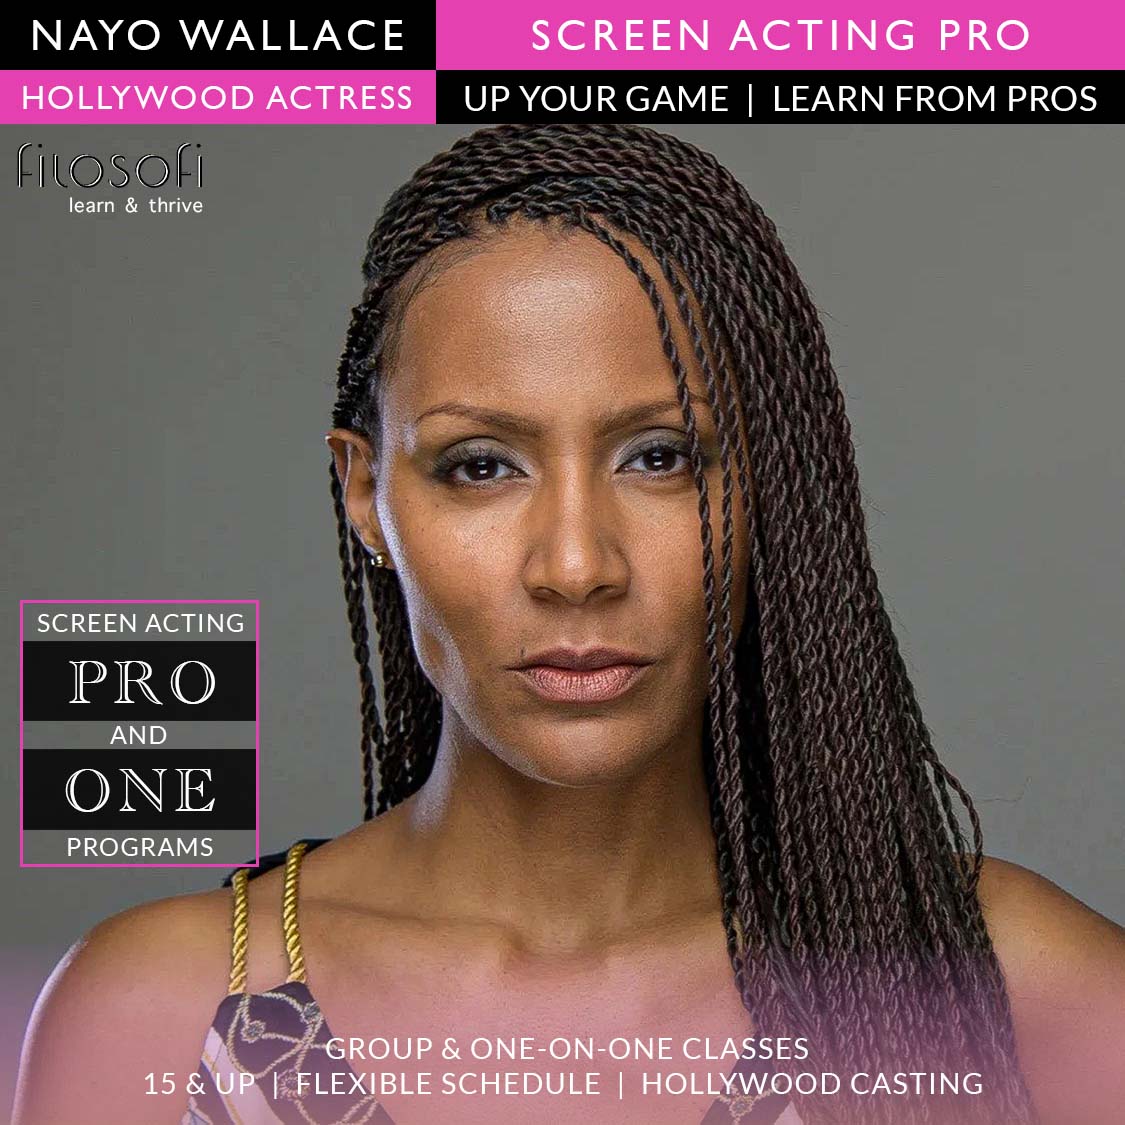 NAYO WALLACE
SCREEN ACTING PRO
HOLLYWOOD ACTRESS
UP YOUR GAME | LEARN FROM PROS
filosofi
learn & thrive
SCREEN ACTING
PRO
AND
ONE
PROGRAMS
GROUP & ONE-ON-ONE CLASSES
15 & UP | FLEXIBLE SCHEDULE | HOLLYWOOD CASTING